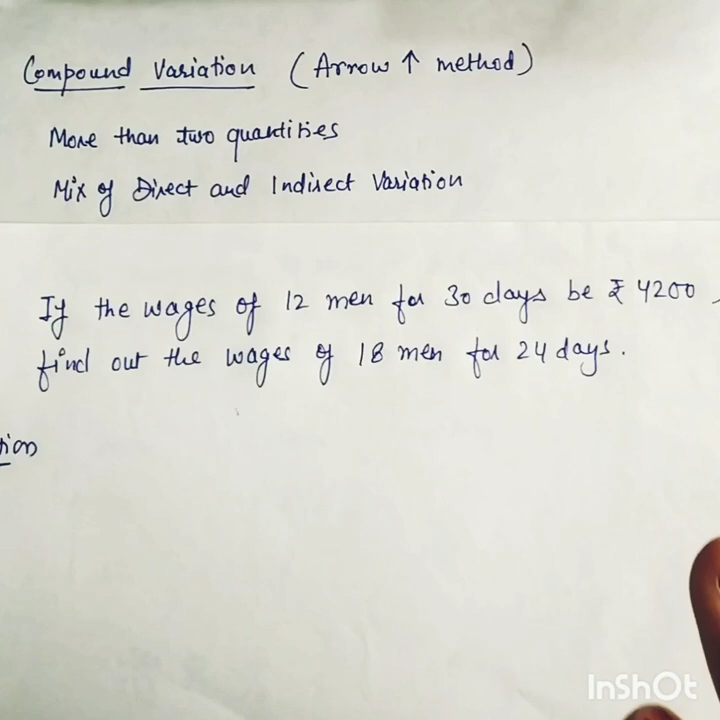 Compound Variation (Arrow ↑ method)
More than two quantities
Mix of Direct and Indirect Variation
If the wages of 12 men for 30 days be ₹ 4200,
find out the wages of 18 men for 24 days.
tion
InShOt